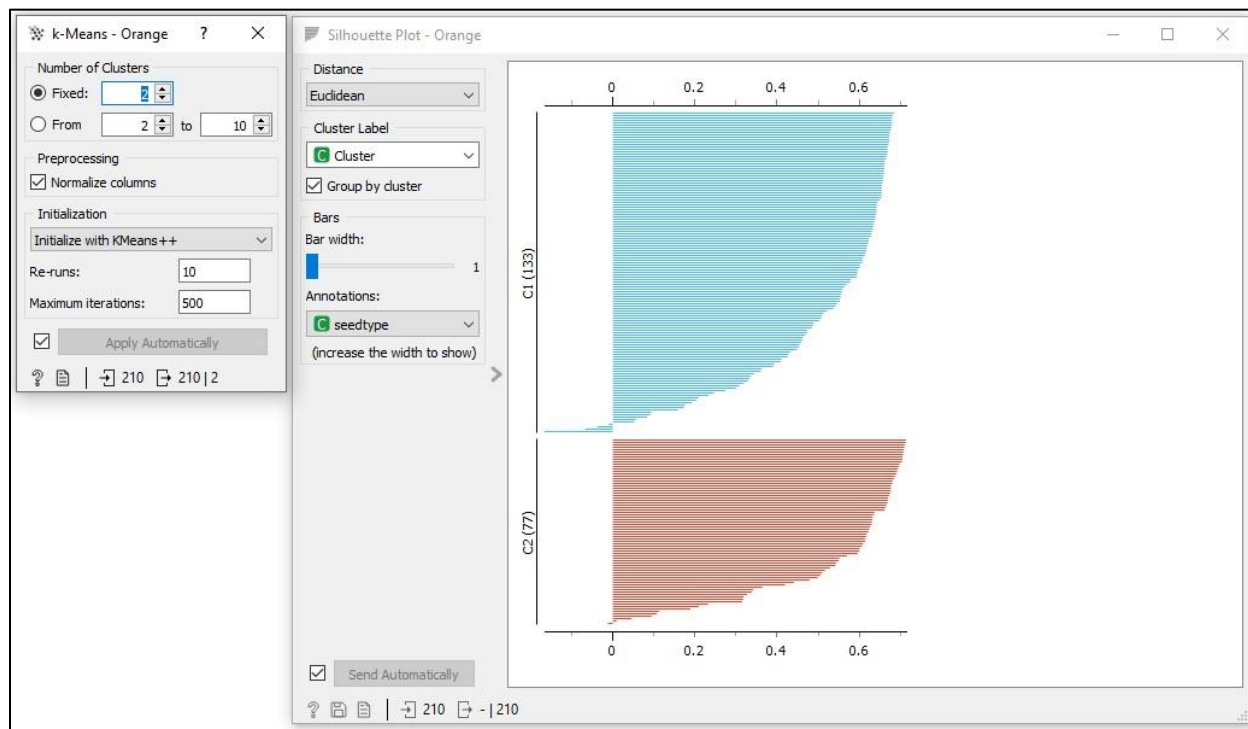 k-Means - Orange ? X
Number of Clusters
Fixed: 2
From 2 to 10
Preprocessing
Normalize columns
Initialization
Initialize with KMeans++
Re-runs: 10
Maximum iterations: 500
Apply Automatically
? 210 210 | 2
Silhouette Plot - Orange
Distance
Euclidean
Cluster Label
C Cluster
Group by cluster
Bars
Bar width:
1
Annotations:
C seedtype
(increase the width to show)
>
Send Automatically
? 210 - | 210
0 0.2 0.4 0.6
C1 (133)
C2 (77)
0 0.2 0.4 0.6